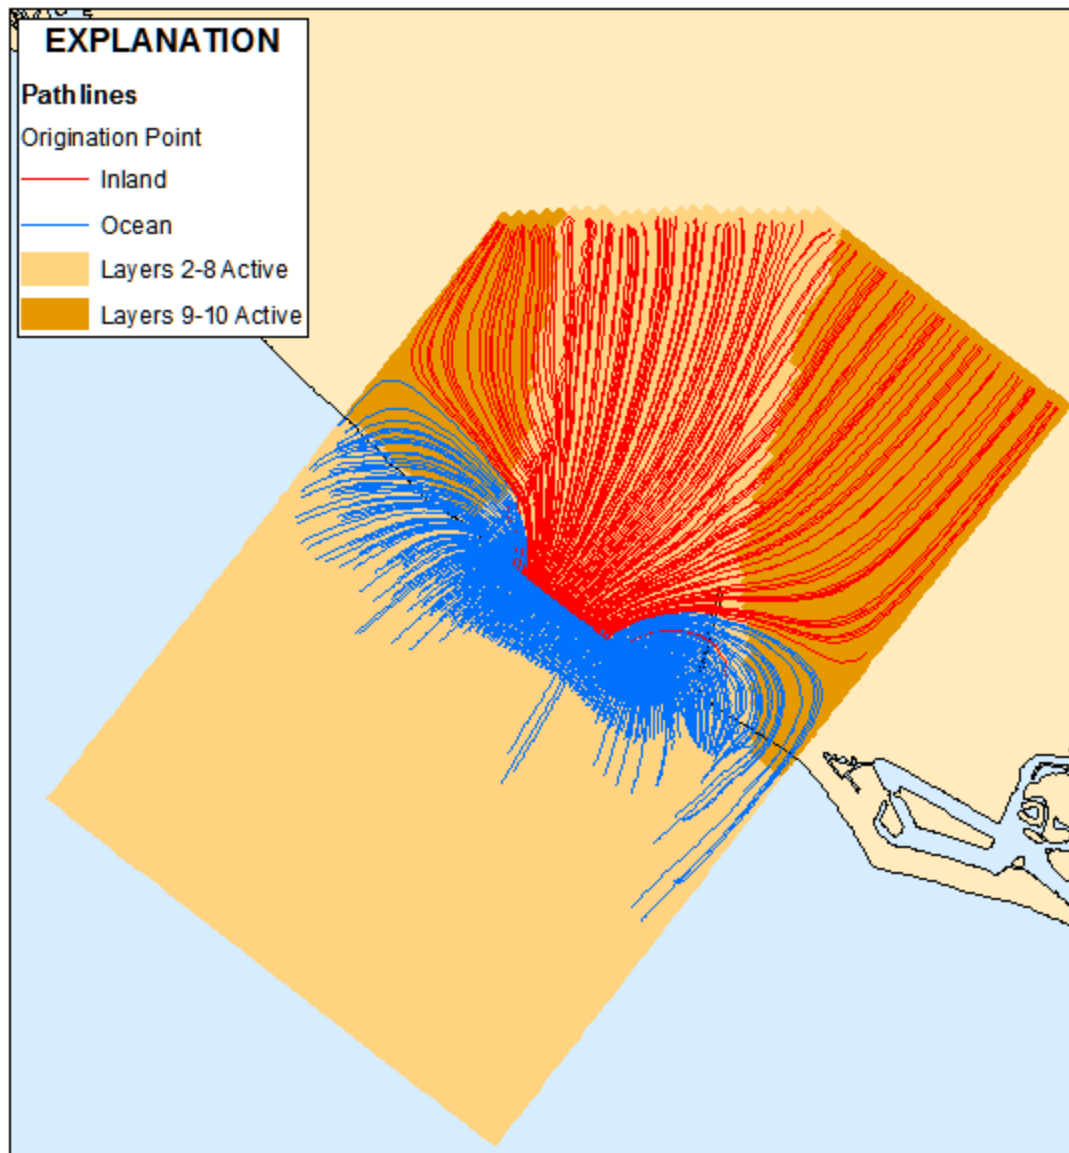 EXPLANATION
Pathlines
Origination Point
Inland
Ocean
Layers 2-8 Active
Layers 9-10 Active